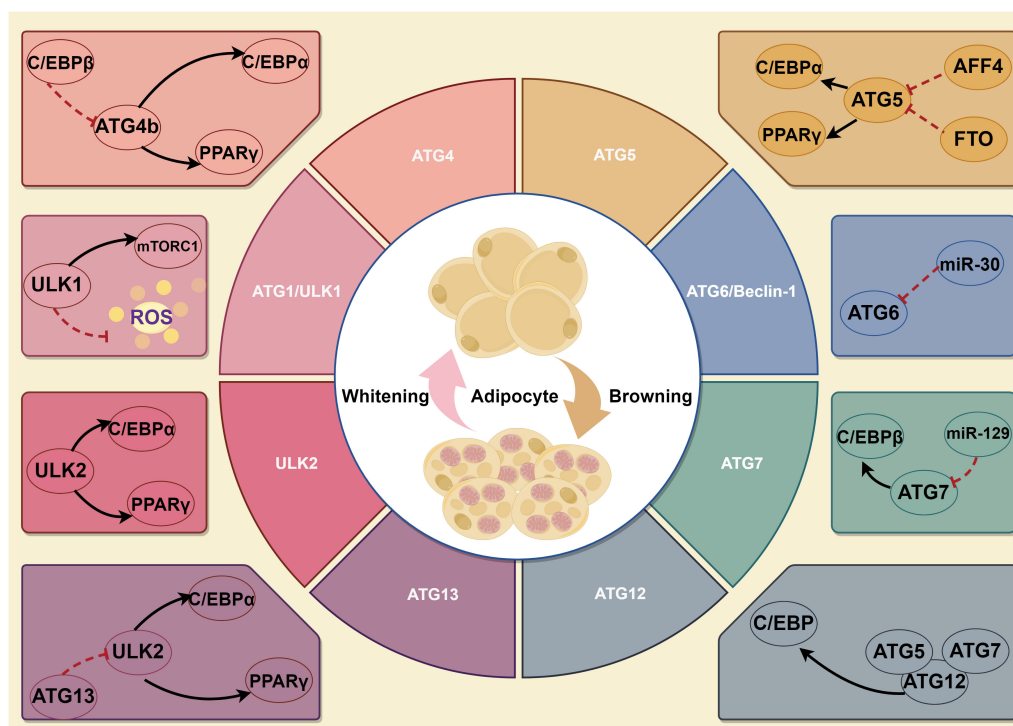 C/EBPβ
C/EBPα
ATG4b
PPARγ
C/EBPα
AFF4
ATG5
PPARγ
FTO
ATG4
ATG5
mTORC1
ULK1
ROS
ATG1/ULK1
ATG6/Beclin-1
miR-30
ATG6
Whitening
Adipocyte
Browning
C/EBPα
ULK2
PPARγ
ULK2
ATG7
C/EBPβ
miR-129
ATG7
ATG13
ATG12
C/EBPα
ULK2
ATG13
PPARγ
C/EBP
ATG5
ATG7
ATG12